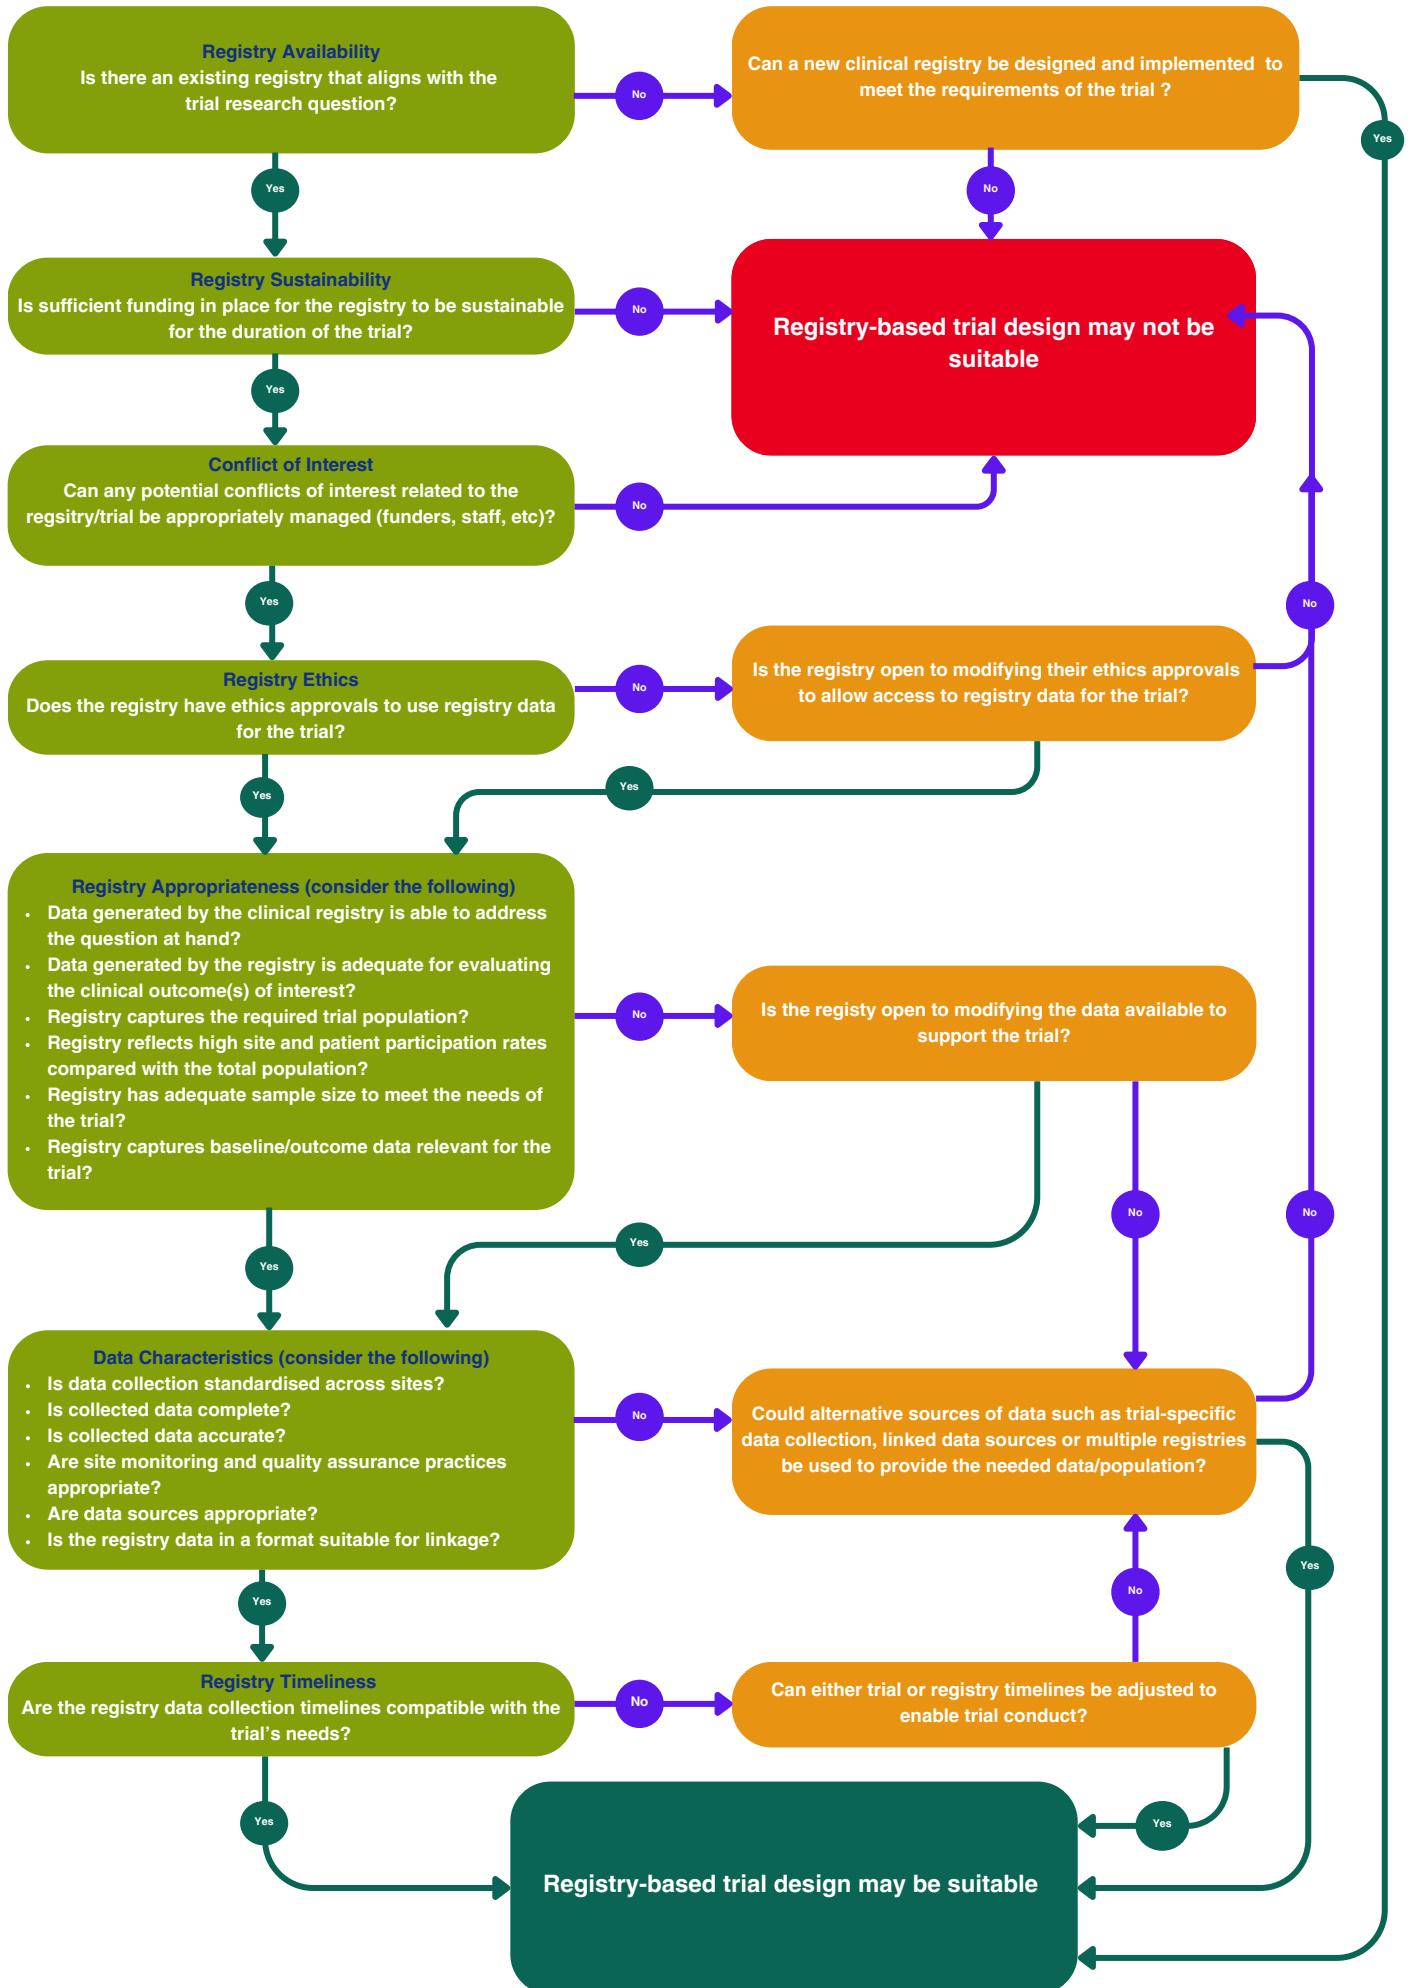 Registry Availability
Is there an existing registry that aligns with the
trial research question?
No
Can a new clinical registry be designed and implemented to
meet the requirements of the trial ?
Yes
Yes
No
Registry Sustainability
Is sufficient funding in place for the registry to be sustainable
for the duration of the trial?
No
Registry-based trial design may not be
suitable
Yes
Conflict of Interest
Can any potential conflicts of interest related to the
regsitry/trial be appropriately managed (funders, staff, etc)?
No
Yes
No
Registry Ethics
Does the registry have ethics approvals to use registry data
for the trial?
No
Is the registry open to modifying their ethics approvals
to allow access to registry data for the trial?
Yes
Yes
Registry Appropriateness (consider the following)
• Data generated by the clinical registry is able to address
the question at hand?
• Data generated by the registry is adequate for evaluating
the clinical outcome(s) of interest?
• Registry captures the required trial population?
• Registry reflects high site and patient participation rates
compared with the total population?
• Registry has adequate sample size to meet the needs of
the trial?
• Registry captures baseline/outcome data relevant for the
trial?
No
Is the registy open to modifying the data available to
support the trial?
No
No
Yes
Yes
Data Characteristics (consider the following)
• Is data collection standardised across sites?
• Is collected data complete?
• Is collected data accurate?
• Are site monitoring and quality assurance practices
appropriate?
• Are data sources appropriate?
• Is the registry data in a format suitable for linkage?
No
Could alternative sources of data such as trial-specific
data collection, linked data sources or multiple registries
be used to provide the needed data/population?
Yes
No
Yes
Registry Timeliness
Are the registry data collection timelines compatible with the
trial's needs?
No
Can either trial or registry timelines be adjusted to
enable trial conduct?
Yes
Yes
Registry-based trial design may be suitable